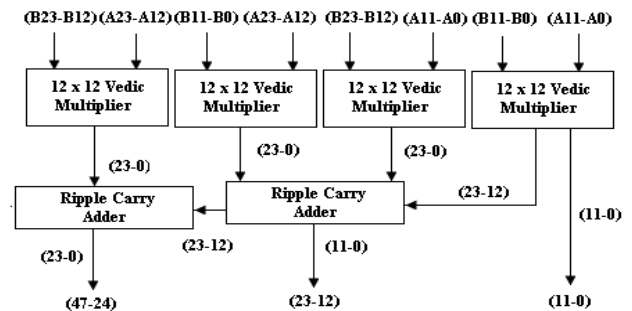 (B23-B12) (A23-A12) (B11-B0) (A23-A12) (B23-B12) (A11-A0) (B11-B0) (A11-A0)
12 x 12 Vedic
Multiplier
12 x 12 Vedic
Multiplier
12 x 12 Vedic
Multiplier
12 x 12 Vedic
Multiplier
(23-0)
(23-0)
(23-0)
(23-12)
Ripple Carry
Adder
Ripple Carry
Adder
(23-12)
(11-0)
(23-0)
(11-0)
(47-24)
(23-12)
(11-0)